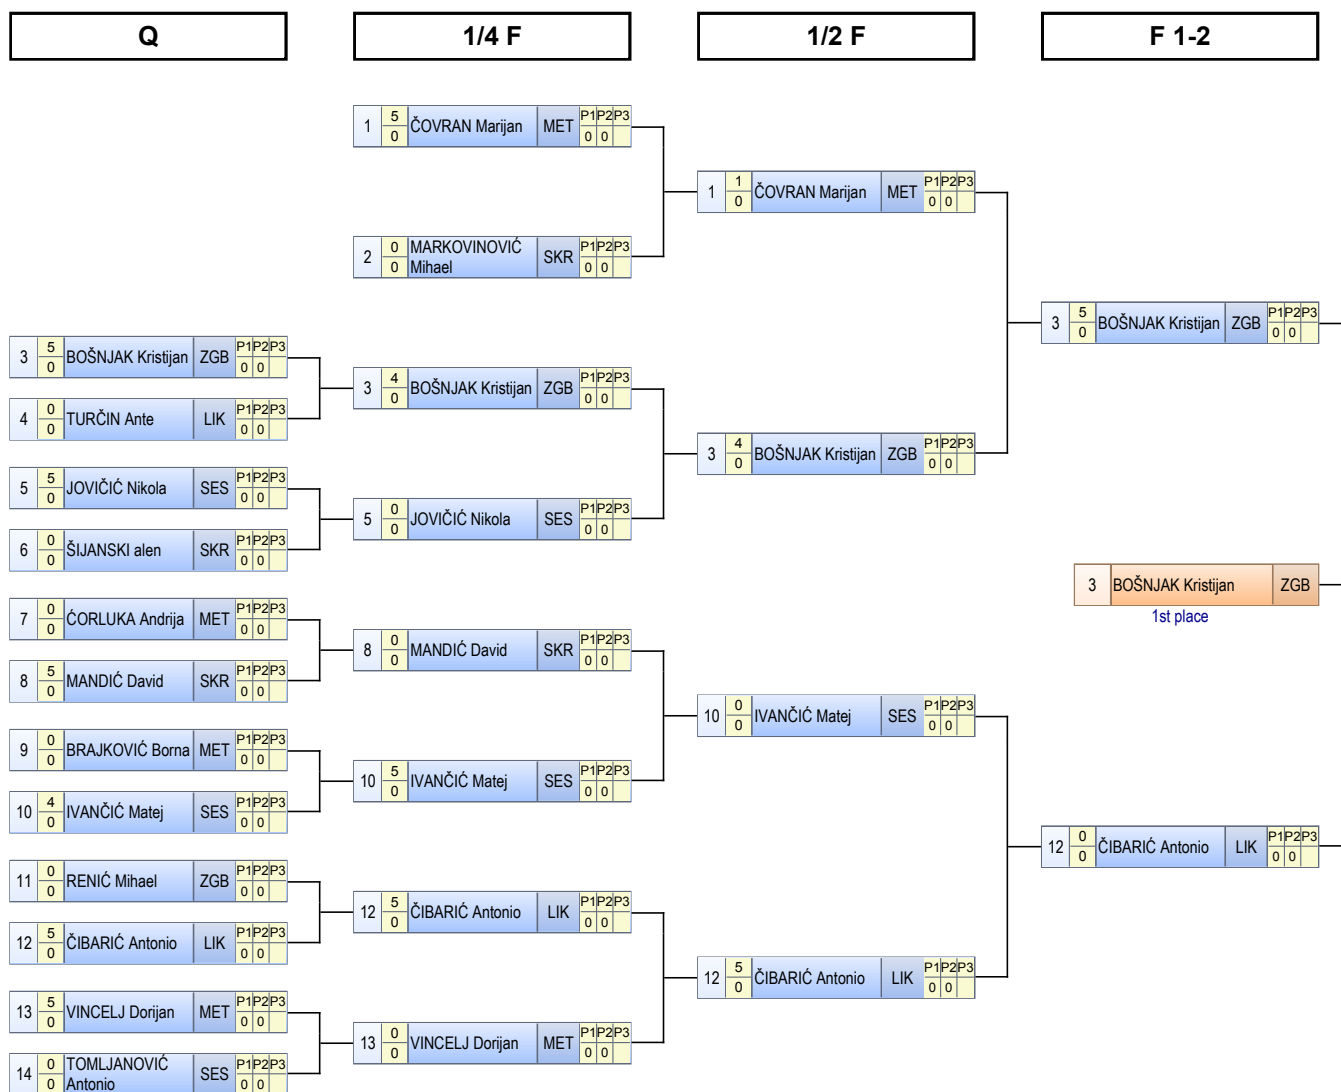 Q
1/4 F
1/2 F
F 1-2
1 5 ČOVRAN Marijan MET P1 P2 P3
0 0 0
2 0 MARKOVINOVIĆ SKR P1 P2 P3
0 Mihael 0 0
3 5 BOŠNJAK Kristijan ZGB P1 P2 P3
0 0 0
4 0 TURČIN Ante LIK P1 P2 P3
0 0 0
5 5 JOVIČIĆ Nikola SES P1 P2 P3
0 0 0
6 0 ŠIJANSKI alen SKR P1 P2 P3
0 0 0
7 0 ĆORLUKA Andrija MET P1 P2 P3
0 0 0
8 5 MANDIĆ David SKR P1 P2 P3
0 0 0
9 0 BRAJKOVIĆ Borna MET P1 P2 P3
0 0 0
10 4 IVANČIĆ Matej SES P1 P2 P3
0 0 0
11 0 RENIĆ Mihael ZGB P1 P2 P3
0 0 0
12 5 ČIBARIĆ Antonio LIK P1 P2 P3
0 0 0
13 5 VINCELJ Dorijan MET P1 P2 P3
0 0 0
14 0 TOMLJANOVIĆ SES P1 P2 P3
0 Antonio 0 0
3 4 BOŠNJAK Kristijan ZGB P1 P2 P3
0 0 0
5 0 JOVIČIĆ Nikola SES P1 P2 P3
0 0 0
8 0 MANDIĆ David SKR P1 P2 P3
0 0 0
10 5 IVANČIĆ Matej SES P1 P2 P3
0 0 0
12 5 ČIBARIĆ Antonio LIK P1 P2 P3
0 0 0
13 0 VINCELJ Dorijan MET P1 P2 P3
0 0 0
1 1 ČOVRAN Marijan MET P1 P2 P3
0 0 0
3 4 BOŠNJAK Kristijan ZGB P1 P2 P3
0 0 0
10 0 IVANČIĆ Matej SES P1 P2 P3
0 0 0
12 5 ČIBARIĆ Antonio LIK P1 P2 P3
0 0 0
3 5 BOŠNJAK Kristijan ZGB P1 P2 P3
0 0 0
3 BOŠNJAK Kristijan ZGB
1st place
12 0 ČIBARIĆ Antonio LIK P1 P2 P3
0 0 0